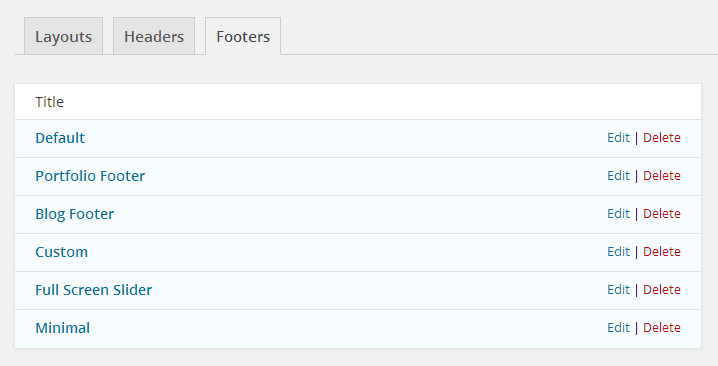 Layouts Headers Footers
Title
Default Edit | Delete
Portfolio Footer Edit | Delete
Blog Footer Edit | Delete
Custom Edit | Delete
Full Screen Slider Edit | Delete
Minimal Edit | Delete